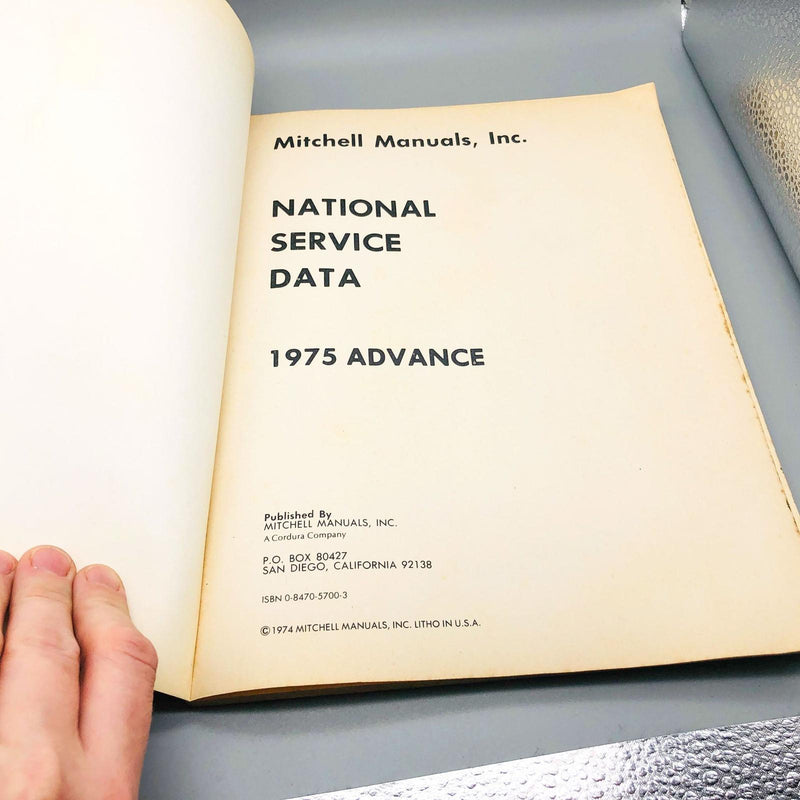 Mitchell Manuals, Inc.
NATIONAL
SERVICE
DATA
1975 ADVANCE
Published By
MITCHELL MANUALS, INC.
A Cordura Company
P.O. BOX 80427
SAN DIEGO, CALIFORNIA 92138
ISBN 0-8470-5700-3
©1974 MITCHELL MANUALS, INC. LITHO IN U.S.A.